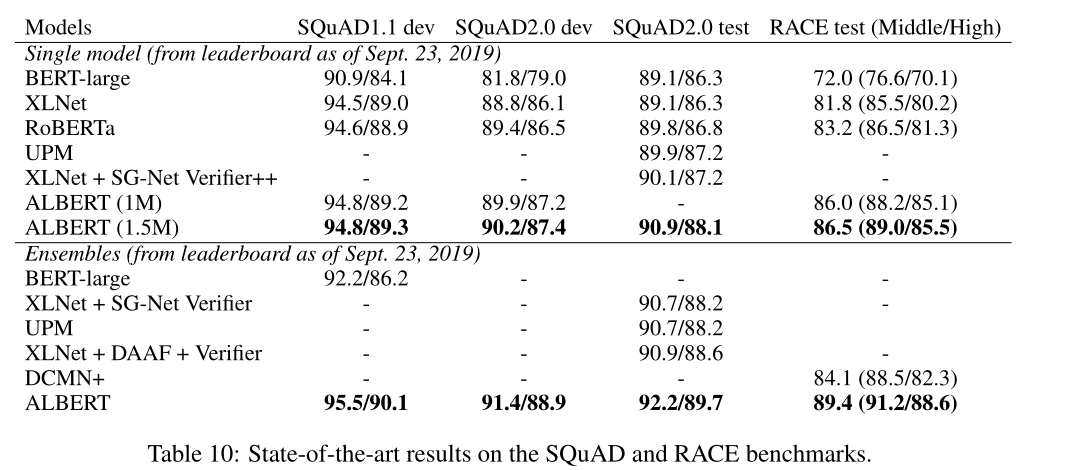 Models SQuAD1.1 dev SQuAD2.0 dev SQuAD2.0 test RACE test (Middle/High)
Single model (from leaderboard as of Sept. 23, 2019)
BERT-large 90.9/84.1 81.8/79.0 89.1/86.3 72.0 (76.6/70.1)
XLNet 94.5/89.0 88.8/86.1 89.1/86.3 81.8 (85.5/80.2)
RoBERTa 94.6/88.9 89.4/86.5 89.8/86.8 83.2 (86.5/81.3)
UPM - - 89.9/87.2 -
XLNet + SG-Net Verifier++ - - 90.1/87.2 -
ALBERT (1M) 94.8/89.2 89.9/87.2 - 86.0 (88.2/85.1)
ALBERT (1.5M) 94.8/89.3 90.2/87.4 90.9/88.1 86.5 (89.0/85.5)
Ensembles (from leaderboard as of Sept. 23, 2019)
BERT-large 92.2/86.2 - - -
XLNet + SG-Net Verifier - - 90.7/88.2 -
UPM - - 90.7/88.2
XLNet + DAAF + Verifier - - 90.9/88.6 -
DCMN+ - - - 84.1 (88.5/82.3)
ALBERT 95.5/90.1 91.4/88.9 92.2/89.7 89.4 (91.2/88.6)
Table 10: State-of-the-art results on the SQuAD and RACE benchmarks.